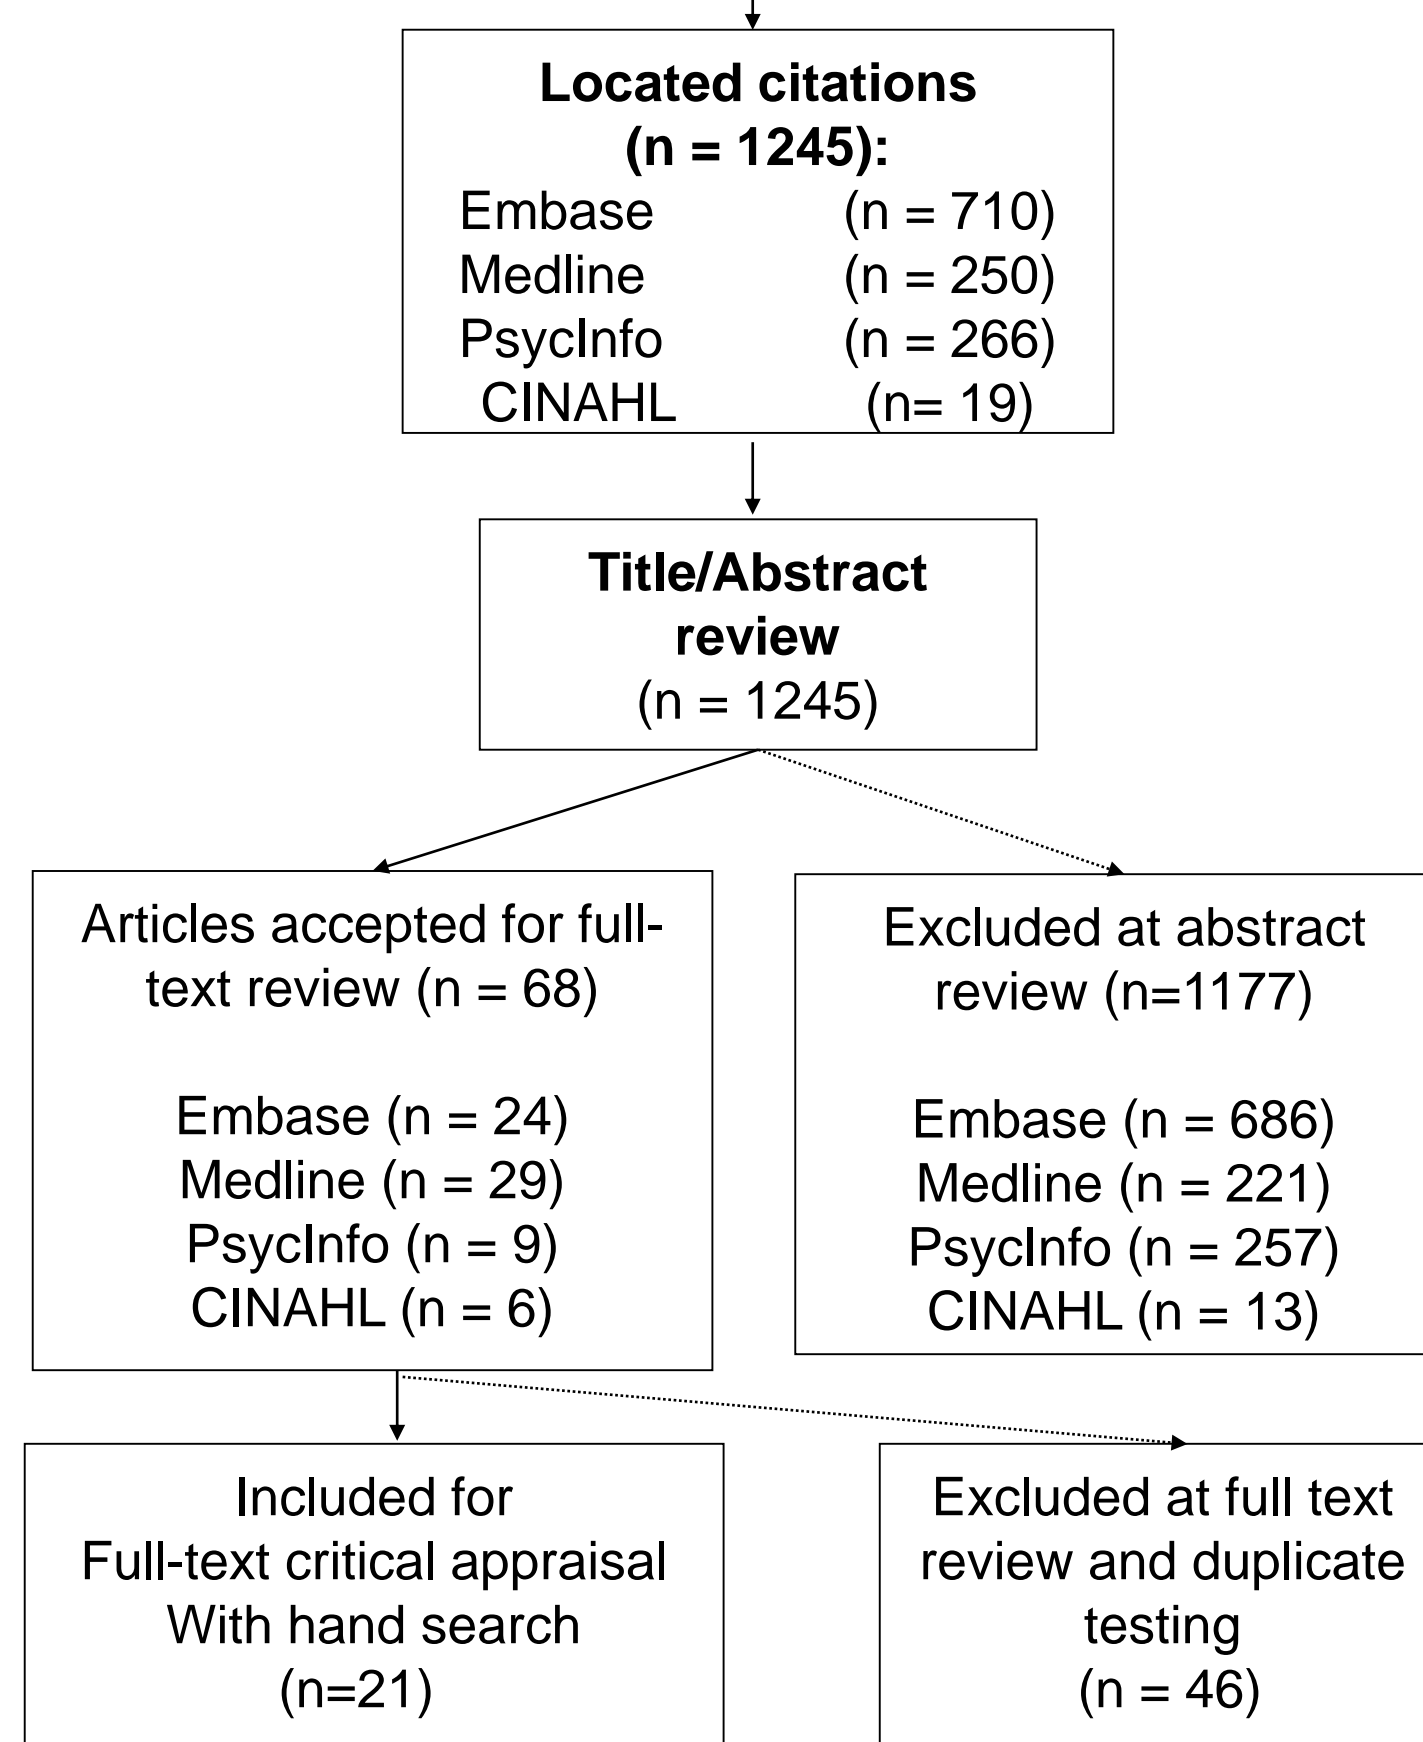 Located citations
(n = 1245):
Embase (n = 710)
Medline (n = 250)
PsycInfo (n = 266)
CINAHL (n= 19)
Title/Abstract
review
(n = 1245)
Articles accepted for full-
text review (n = 68)
Embase (n = 24)
Medline (n = 29)
PsycInfo (n = 9)
CINAHL (n = 6)
Excluded at abstract
review (n=1177)
Embase (n = 686)
Medline (n = 221)
PsycInfo (n = 257)
CINAHL (n = 13)
Included for
Full-text critical appraisal
With hand search
(n=21)
Excluded at full text
review and duplicate
testing
(n = 46)